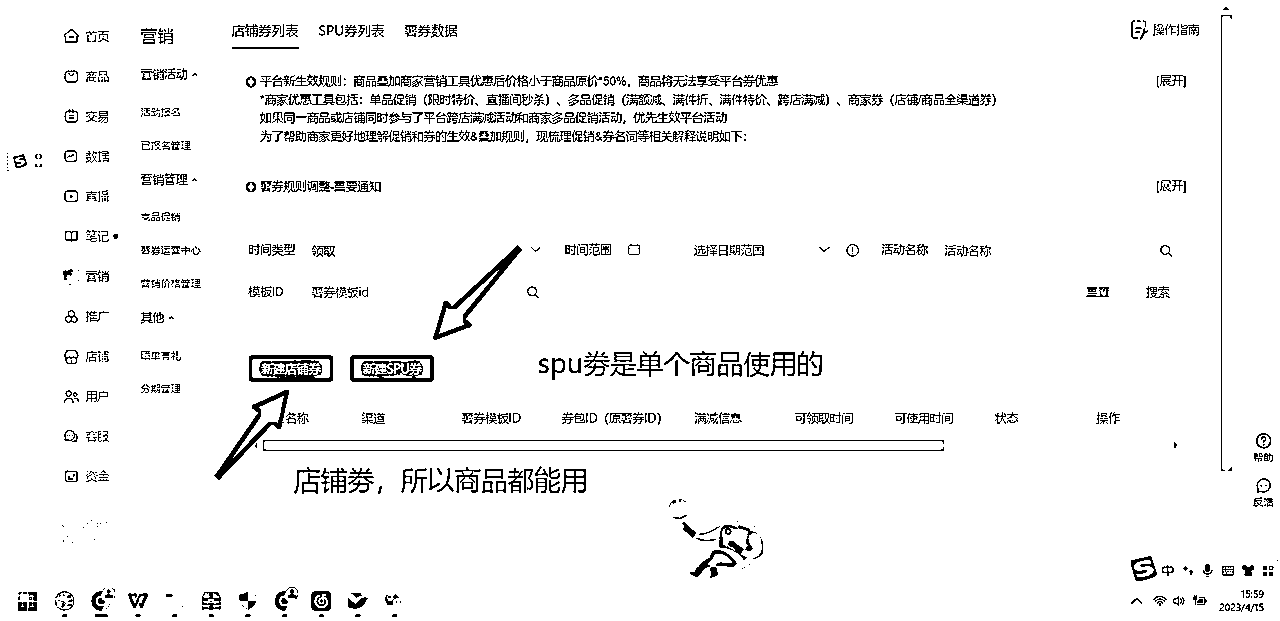 首页
商品
交易
数据
直播
笔记
营销
推广
店铺
用户
客服
资金
营销
营销活动
活动报名
已报名管理
营销管理
商品促销
薯券运营中心
营销价格管理
其他
晒单有礼
分期管理
店铺券列表 SPU券列表 薯券数据
操作指南
平台新生效规则：商品叠加商家营销工具优惠后价格小于商品原价*50%，商品将无法享受平台券优惠
[展开]
*商家优惠工具包括：单品促销（限时特价、直播间秒杀）、多品促销（满额减、满件折、满件特价、跨店满减）、商家券（店铺/商品全渠道券）
如果同一商品或店铺同时参与了平台跨店满减活动和商家多品促销活动，优先生效平台活动
为了帮助商家更好地理解促销和券的生效&叠加规则，现梳理促销&券名词等相关解释说明如下：
薯券规则调整-重要通知
[展开]
时间类型 领取 时间范围 选择日期范围 活动名称 活动名称
模板ID 薯券模板id 重置 搜索
新建店铺券 新建SPU券
spu券是单个商品使用的
名称 渠道 薯券模板ID 券包ID（原薯券ID） 满减信息 可领取时间 可使用时间 状态 操作
店铺券，所以商品都能用
帮助
反馈
中
15:59
2023/4/15